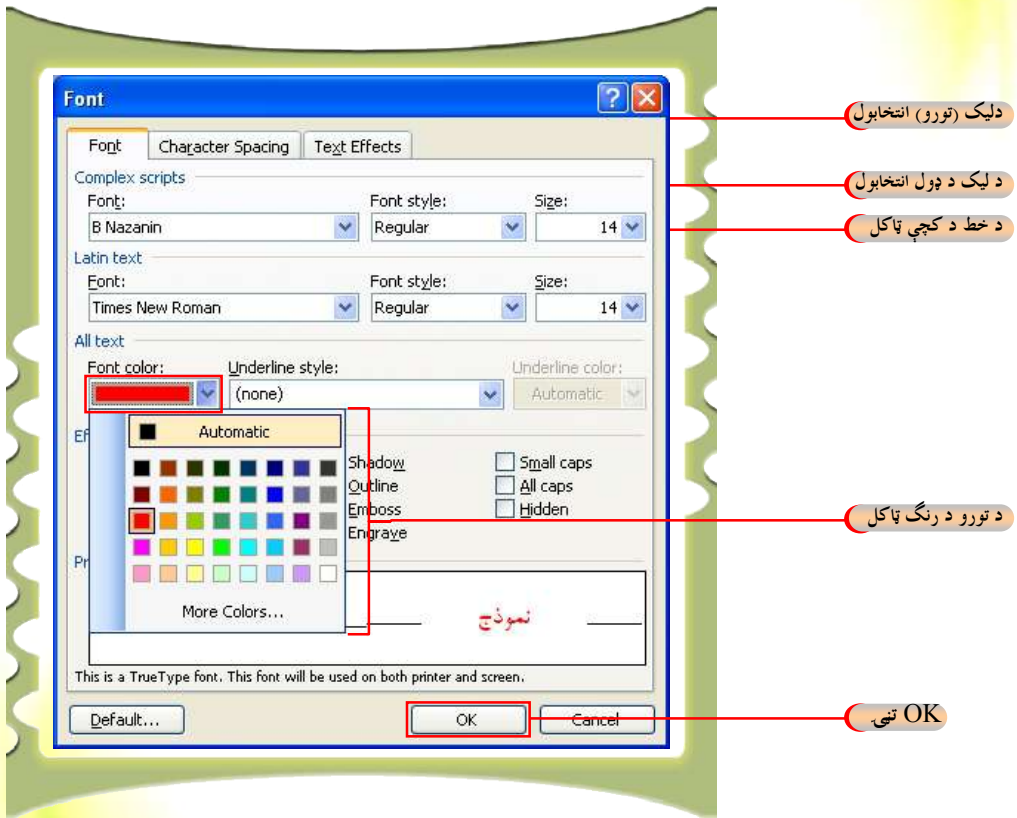 Font
Font Character Spacing Text Effects
Complex scripts
Font: Font style: Size:
B Nazanin Regular 14
Latin text
Font: Font style: Size:
Times New Roman Regular 14
All text
Font color: Underline style: Underline color:
(none) Automatic
Automatic
Ef
Shadow Small caps
Outline All caps
Emboss Hidden
Engrave
Pr
More Colors...
نموذج
This is a TrueType font. This font will be used on both printer and screen.
Default... OK Cancel
دلیک (تورو) انتخابول
د لیک د ډول انتخابول
د خط د کچې ټاکل
د تورو د رنگ ټاکل
OK تڼۍ